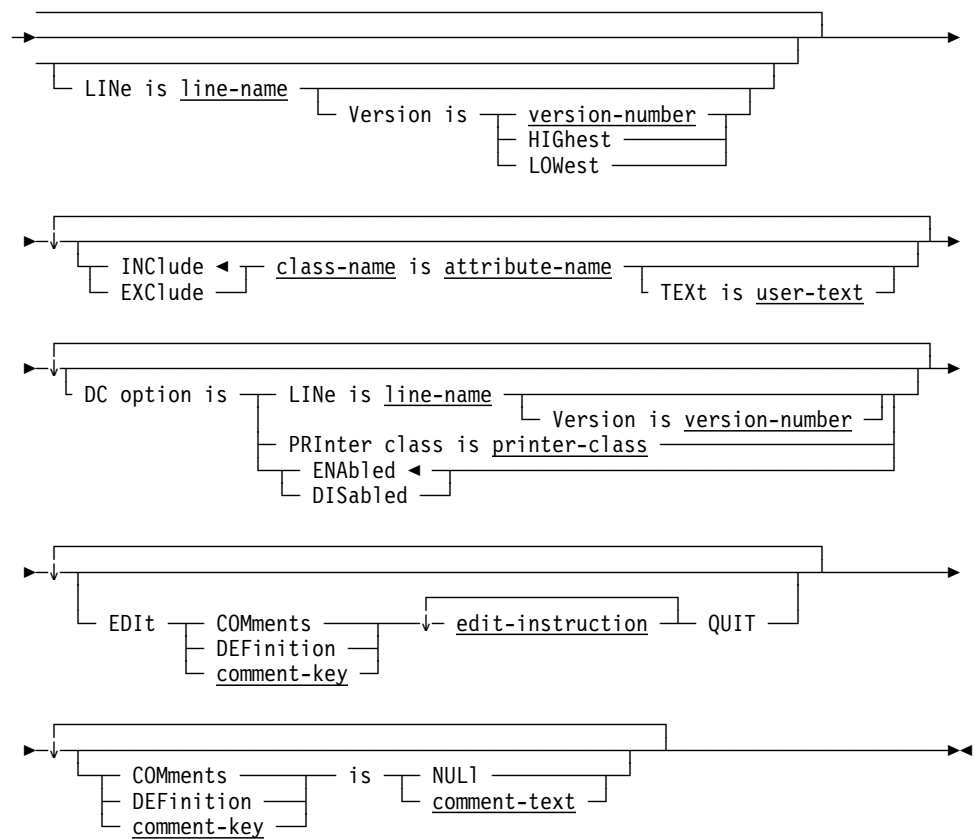 LINe is line-name
Version is version-number
HIGhest
LOWest
INClude class-name is attribute-name
EXClude TEXt is user-text
DC option is LINe is line-name
Version is version-number
PRInter class is printer-class
ENAbled
DISabled
EDIt COMments edit-instruction QUIT
DEFinition
comment-key
COMments is NULl
DEFinition comment-text
comment-key